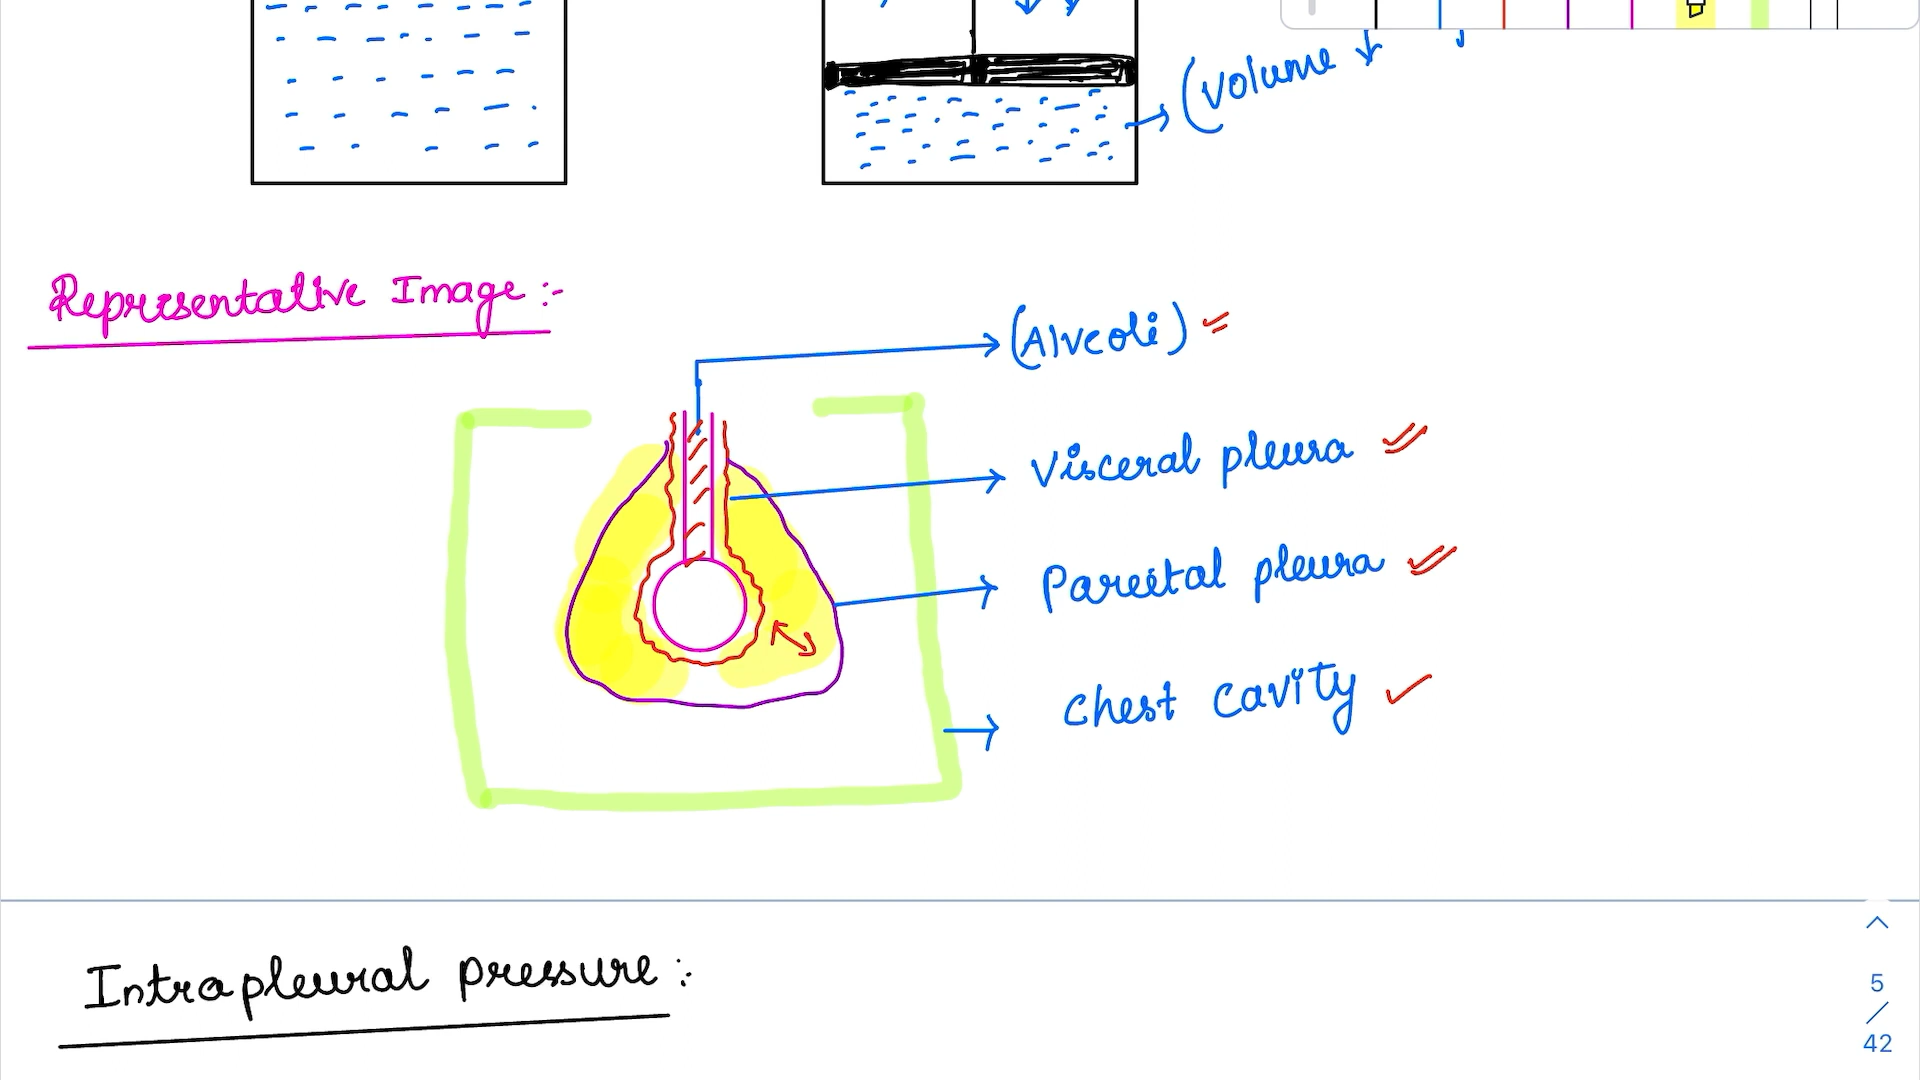 (Volume ↓
Representative Image :-
(Alveoli)
Visceral pleura
Pareital pleura
Chest Cavity
Intrapleural pressure :
5
/
42